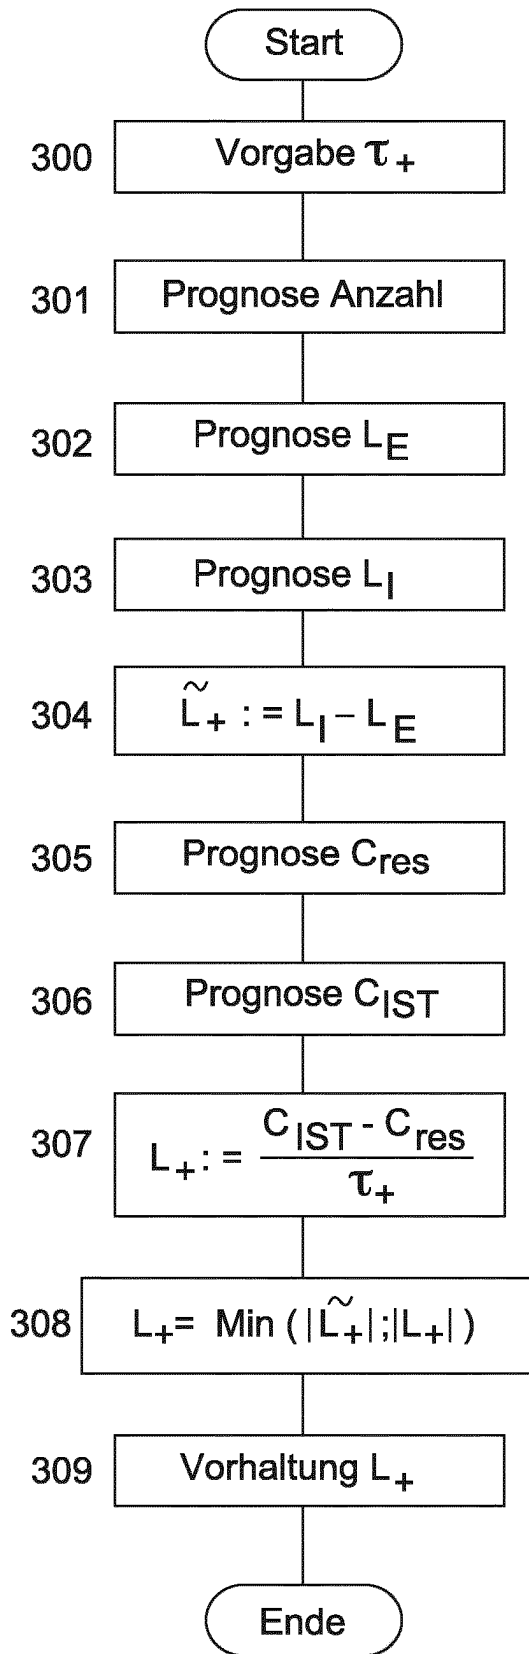 Start
300 Vorgabe τ₊
301 Prognose Anzahl
302 Prognose L_E
303 Prognose L_I
304 L̃₊ : = L_I – L_E
305 Prognose C_res
306 Prognose C_IST
307 L₊ : = (C_IST - C_res) / τ₊
308 L₊ = Min ( |L̃₊| ; |L₊| )
309 Vorhaltung L₊
Ende